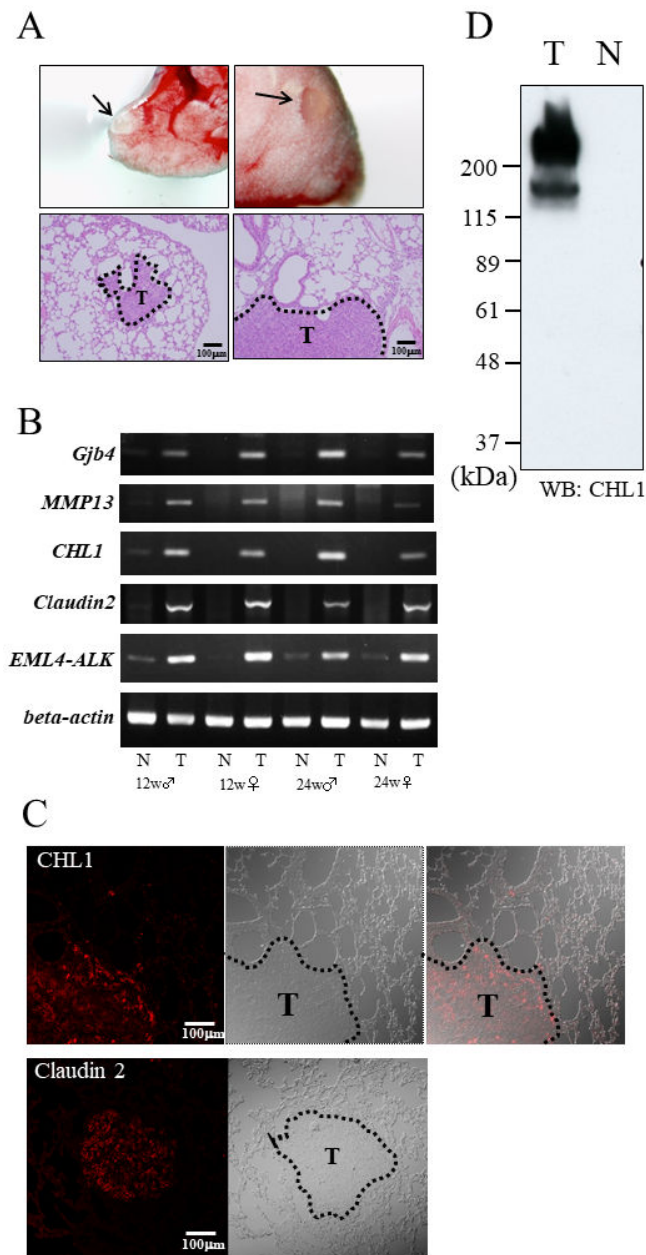 A
T
100μm
T
100μm
B
Gjb4
MMP13
CHL1
Claudin2
EML4-ALK
beta-actin
N T N T N T N T
12w♂ 12w♀ 24w♂ 24w♀
C
CHL1
100μm
T
T
Claudin 2
100μm
T
D
T N
200
115
89
61
48
37
(kDa)
WB: CHL1